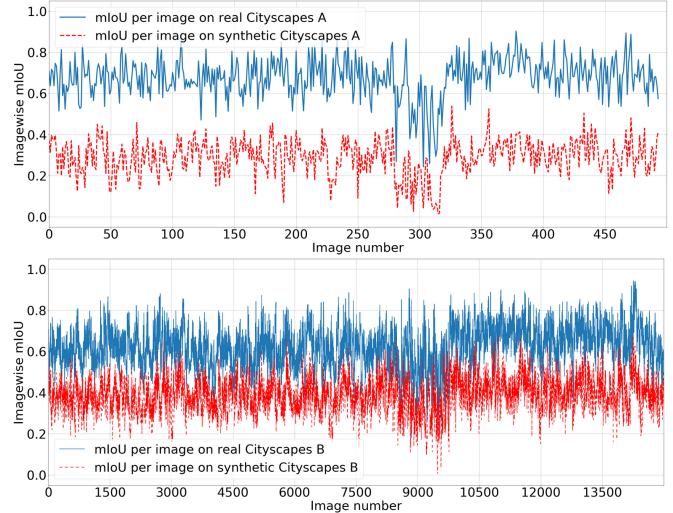 1.0
0.8
0.6
0.4
0.2
0.0
Imagewise mIoU
mIoU per image on real Cityscapes A
mIoU per image on synthetic Cityscapes A
0 50 100 150 200 250 300 350 400 450
Image number
1.0
0.8
0.6
0.4
0.2
0.0
Imagewise mIoU
mIoU per image on real Cityscapes B
mIoU per image on synthetic Cityscapes B
0 1500 3000 4500 6000 7500 9000 10500 12000 13500
Image number